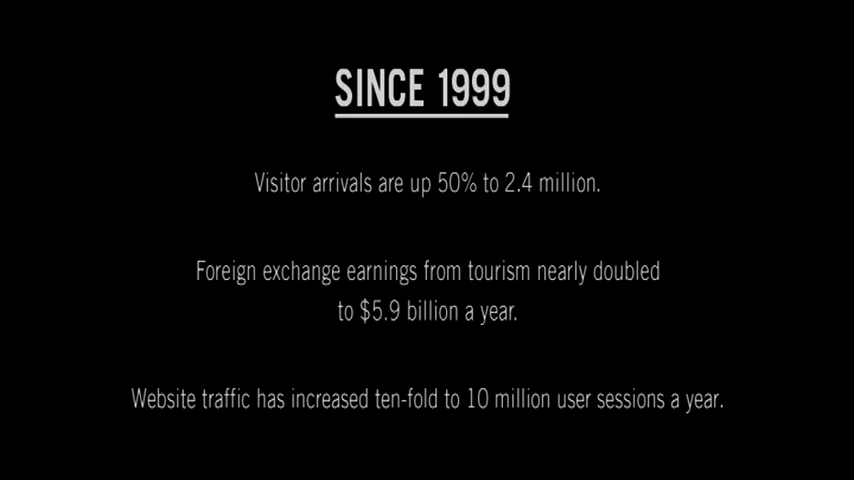 SINCE 1999
Visitor arrivals are up 50% to 2.4 million.
Foreign exchange earnings from tourism nearly doubled
to $5.9 billion a year.
Website traffic has increased ten-fold to 10 million user sessions a year.